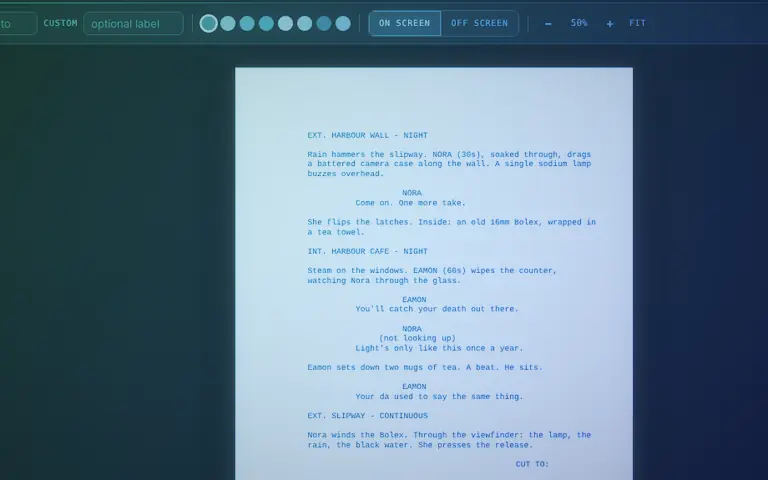 to CUSTOM optional label ON SCREEN OFF SCREEN − 50% + FIT
EXT. HARBOUR WALL - NIGHT
Rain hammers the slipway. NORA (30s), soaked through, drags
a battered camera case along the wall. A single sodium lamp
buzzes overhead.
NORA
Come on. One more take.
She flips the latches. Inside: an old 16mm Bolex, wrapped in
a tea towel.
INT. HARBOUR CAFE - NIGHT
Steam on the windows. EAMON (60s) wipes the counter,
watching Nora through the glass.
EAMON
You'll catch your death out there.
NORA
(not looking up)
Light's only like this once a year.
Eamon sets down two mugs of tea. A beat. He sits.
EAMON
Your da used to say the same thing.
EXT. SLIPWAY - CONTINUOUS
Nora winds the Bolex. Through the viewfinder: the lamp, the
rain, the black water. She presses the release.
CUT TO: